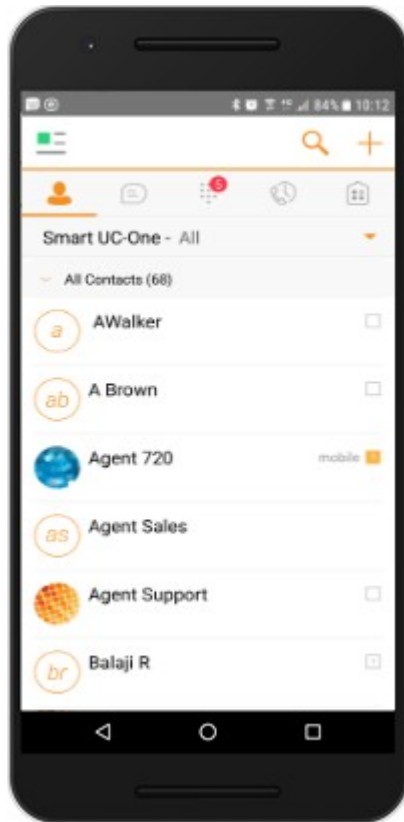 84% 10:12
5
Smart UC-One - All
All Contacts (68)
a AWalker
ab A Brown
Agent 720 mobile
as Agent Sales
Agent Support
br Balaji R